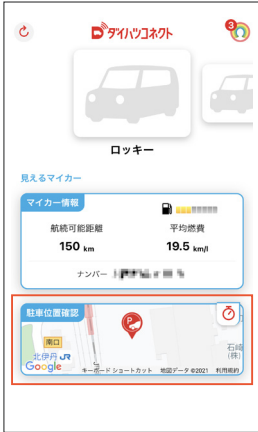 ダイハツコネクト
3
ロッキー
見えるマイカー
マイカー情報
航続可能距離
平均燃費
150 km
19.5 km/l
ナンバー
駐車位置確認
南口
北伊丹 JR
石崎
(株)
Google
キーボード ショートカット
地図データ ©2021
利用規約